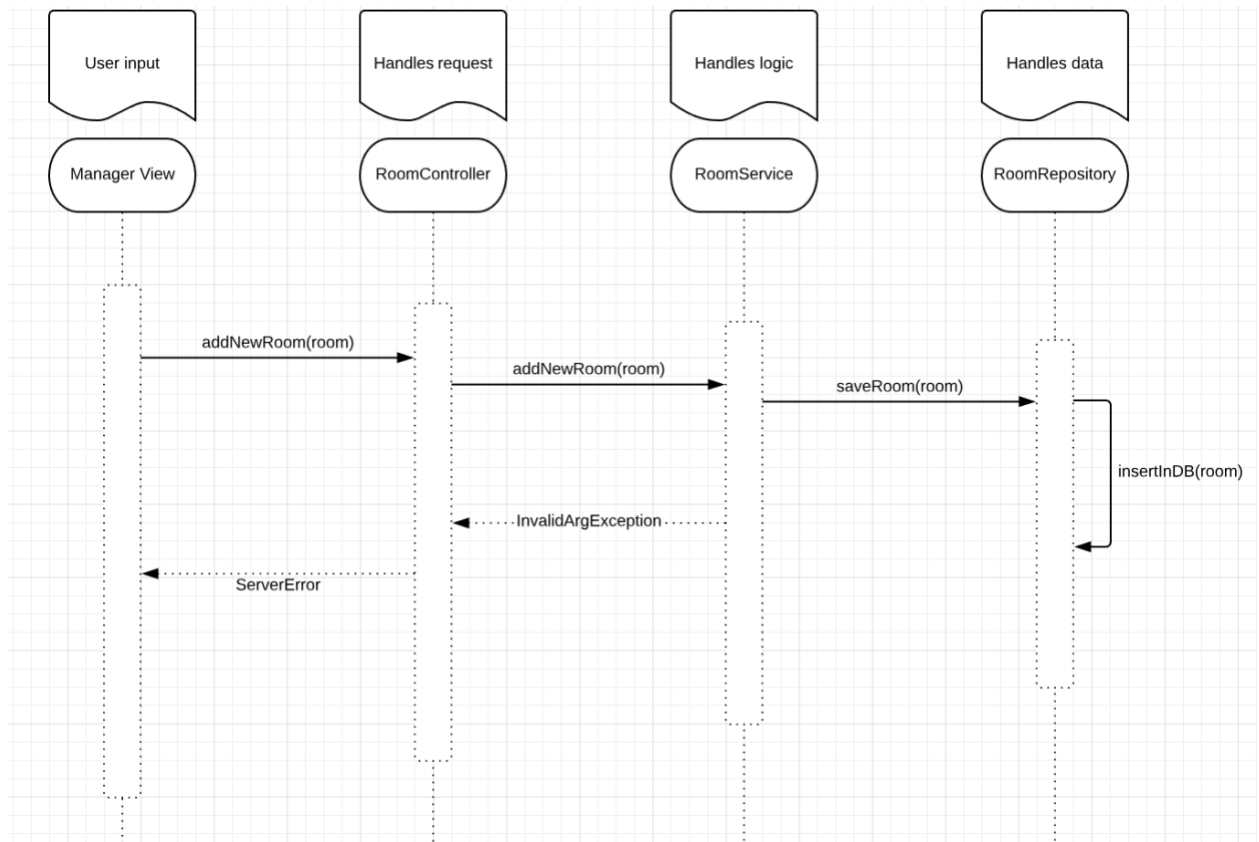 User input
Handles request
Handles logic
Handles data
Manager View
RoomController
RoomService
RoomRepository
addNewRoom(room)
addNewRoom(room)
saveRoom(room)
insertInDB(room)
InvalidArgException
ServerError